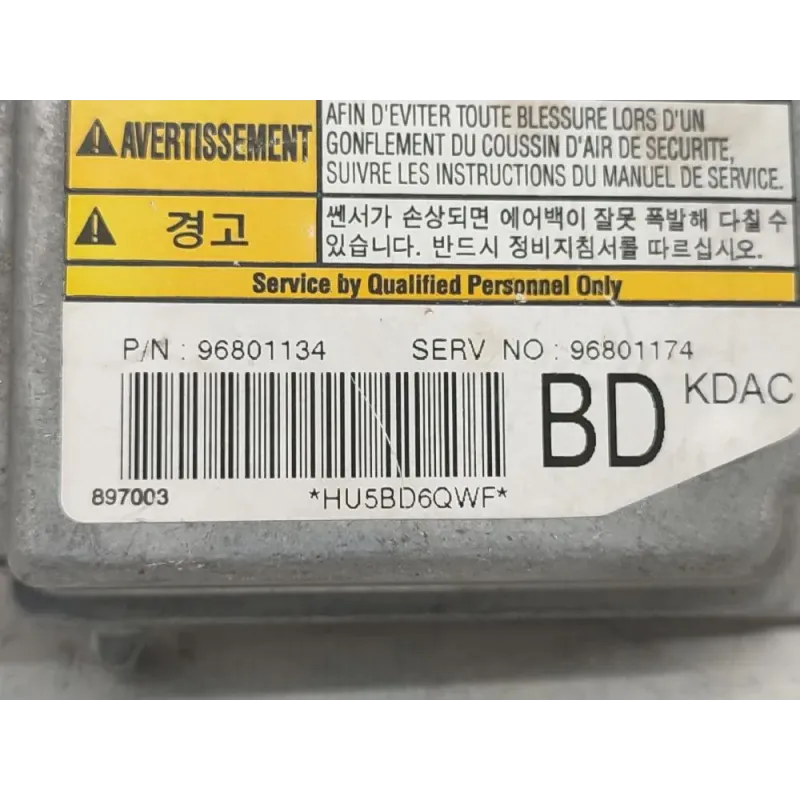 AVERTISSEMENT
AFIN D'EVITER TOUTE BLESSURE LORS D'UN
GONFLEMENT DU COUSSIN D'AIR DE SECURITE,
SUIVRE LES INSTRUCTIONS DU MANUEL DE SERVICE.
경고
쎈서가 손상되면 에어백이 잘못 폭발해 다칠 수
있습니다. 반드시 정비지침서를 따르십시오.
Service by Qualified Personnel Only
P/N : 96801134 SERV NO : 96801174
BD KDAC
897003 *HU5BD6QWF*